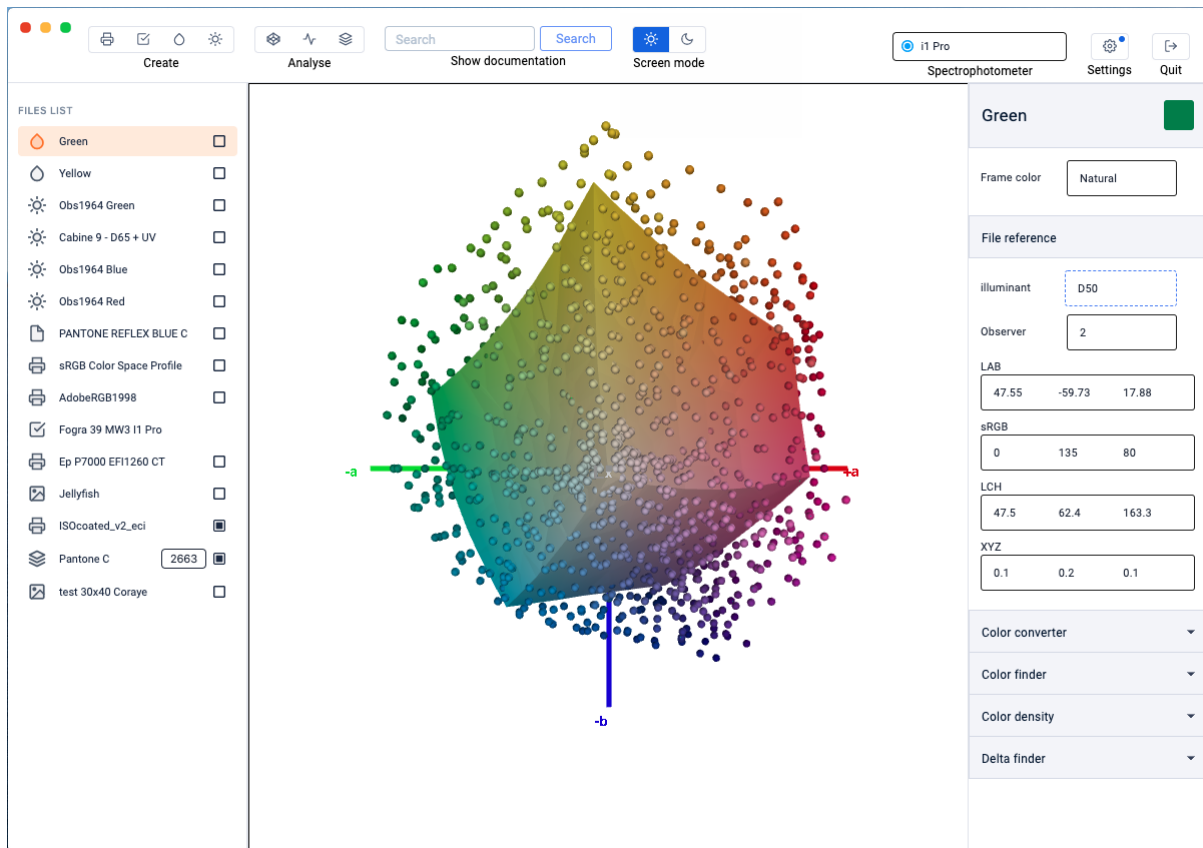 Search
Search
i1 Pro
Create
Analyse
Show documentation
Screen mode
Spectrophotometer
Settings
Quit
FILES LIST
Green
Yellow
Obs1964 Green
Cabine 9 - D65 + UV
Obs1964 Blue
Obs1964 Red
PANTONE REFLEX BLUE C
sRGB Color Space Profile
AdobeRGB1998
Fogra 39 MW3 I1 Pro
Ep P7000 EFI1260 CT
Jellyfish
ISOcoated_v2_eci
Pantone C 2663
test 30x40 Coraye
-a
+a
-b
Green
Frame color Natural
File reference
illuminant D50
Observer 2
LAB
47.55 -59.73 17.88
sRGB
0 135 80
LCH
47.5 62.4 163.3
XYZ
0.1 0.2 0.1
Color converter
Color finder
Color density
Delta finder